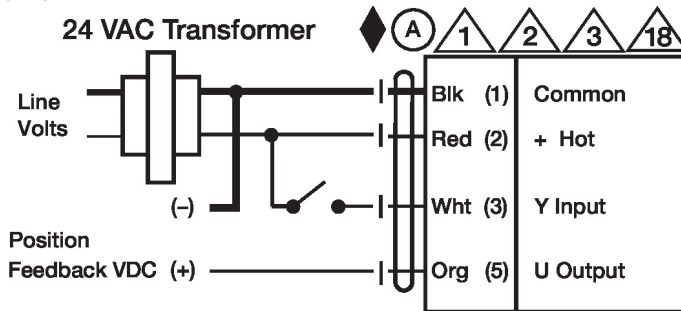 24 VAC Transformer
A 1 2 3 18
Line
Volts
Blk (1) Common
Red (2) + Hot
(–) Wht (3) Y Input
Position
Feedback VDC (+) Org (5) U Output